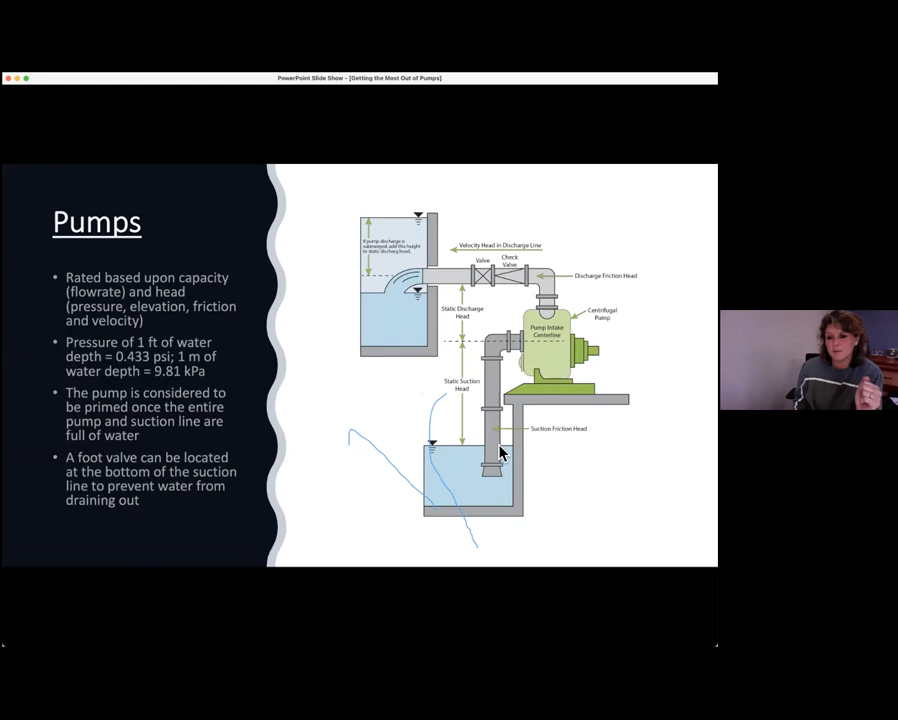 PowerPoint Slide Show - [Getting the Most Out of Pumps]
Pumps
• Rated based upon capacity
(flowrate) and head
(pressure, elevation, friction
and velocity)
• Pressure of 1 ft of water
depth = 0.433 psi; 1 m of
water depth = 9.81 kPa
• The pump is considered to
be primed once the entire
pump and suction line are
full of water
• A foot valve can be located
at the bottom of the suction
line to prevent water from
draining out
If pump discharge is
submerged, add this height
to static discharg head.
Velocity Head in Discharge Line
Valve
Check
Valve
Discharge Friction Head
Static Discharge
Head
Centrifugal
Pump
Pump Intake
Centerline
Static Suction
Head
Suction Friction Head